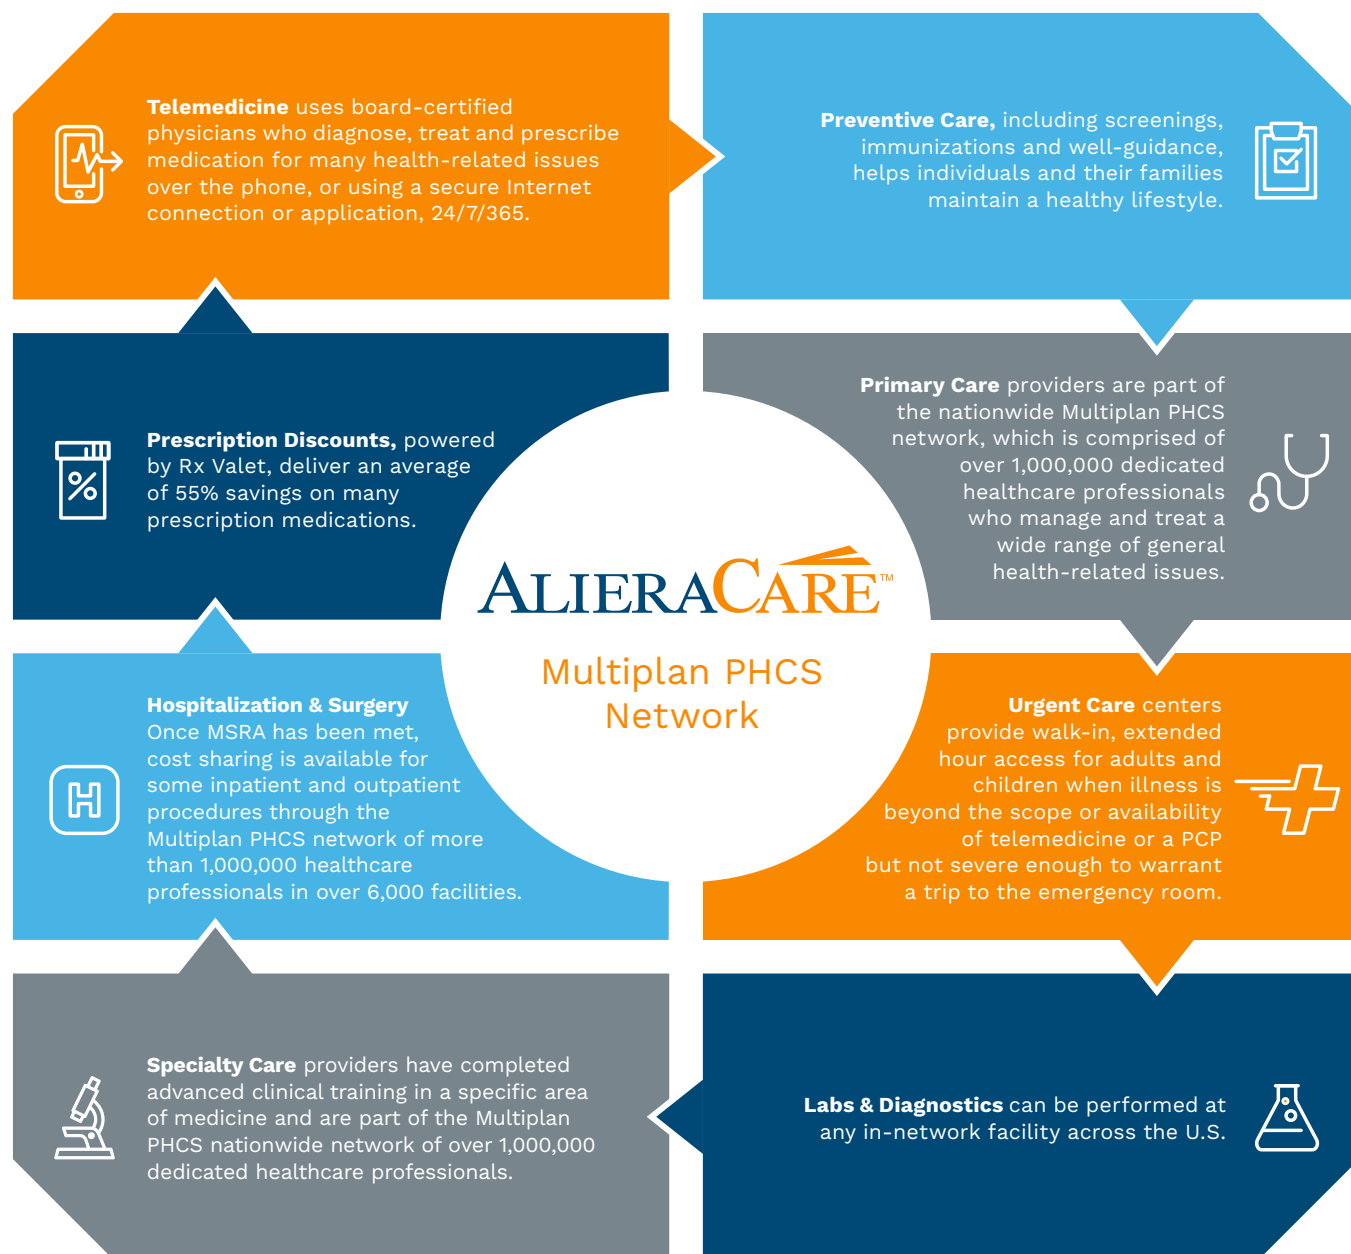 Telemedicine uses board-certified
physicians who diagnose, treat and prescribe
medication for many health-related issues
over the phone, or using a secure Internet
connection or application, 24/7/365.
Preventive Care, including screenings,
immunizations and well-guidance,
helps individuals and their families
maintain a healthy lifestyle.
Prescription Discounts, powered
by Rx Valet, deliver an average
of 55% savings on many
prescription medications.
Primary Care providers are part of
the nationwide Multiplan PHCS
network, which is comprised of
over 1,000,000 dedicated
healthcare professionals
who manage and treat a
wide range of general
health-related issues.
ALIERACARE™
Multiplan PHCS
Network
Hospitalization & Surgery
Once MSRA has been met,
cost sharing is available for
some inpatient and outpatient
procedures through the
Multiplan PHCS network of more
than 1,000,000 healthcare
professionals in over 6,000 facilities.
H
Urgent Care centers
provide walk-in, extended
hour access for adults and
children when illness is
beyond the scope or availability
of telemedicine or a PCP
but not severe enough to warrant
a trip to the emergency room.
Specialty Care providers have completed
advanced clinical training in a specific area
of medicine and are part of the Multiplan
PHCS nationwide network of over 1,000,000
dedicated healthcare professionals.
Labs & Diagnostics can be performed at
any in-network facility across the U.S.